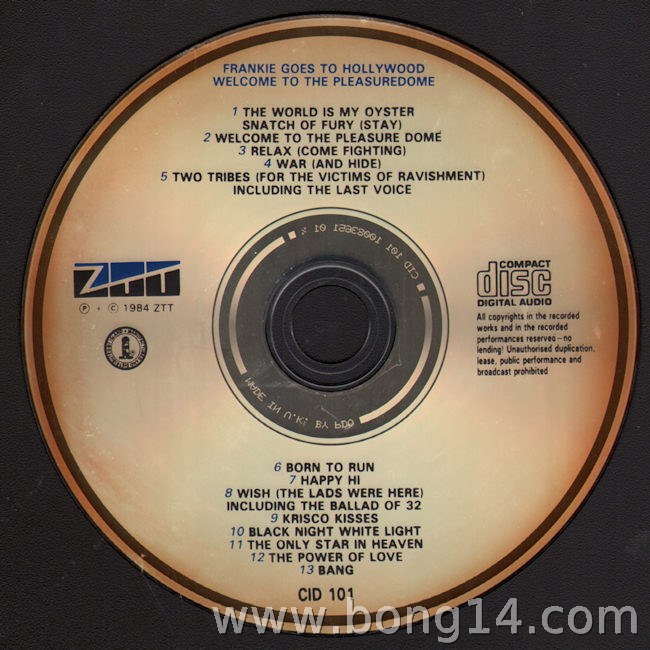 FRANKIE GOES TO HOLLYWOOD
WELCOME TO THE PLEASUREDOME
1 THE WORLD IS MY OYSTER
SNATCH OF FURY (STAY)
2 WELCOME TO THE PLEASURE DOME
3 RELAX (COME FIGHTING)
4 WAR (AND HIDE)
5 TWO TRIBES (FOR THE VICTIMS OF RAVISHMENT)
INCLUDING THE LAST VOICE
CID 101 10083651 01 %
ZTT
Ⓟ + © 1984 ZTT
COMPACT
disc
DIGITAL AUDIO
All copyrights in the recorded
works and in the recorded
performances reserved—no
lending! Unauthorised duplication,
lease, public performance and
broadcast prohibited
MADE IN U.K. BY PDO
6 BORN TO RUN
7 HAPPY HI
8 WISH (THE LADS WERE HERE)
INCLUDING THE BALLAD OF 32
9 KRISCO KISSES
10 BLACK NIGHT WHITE LIGHT
11 THE ONLY STAR IN HEAVEN
12 THE POWER OF LOVE
13 BANG
CID 101
www.bong14.com